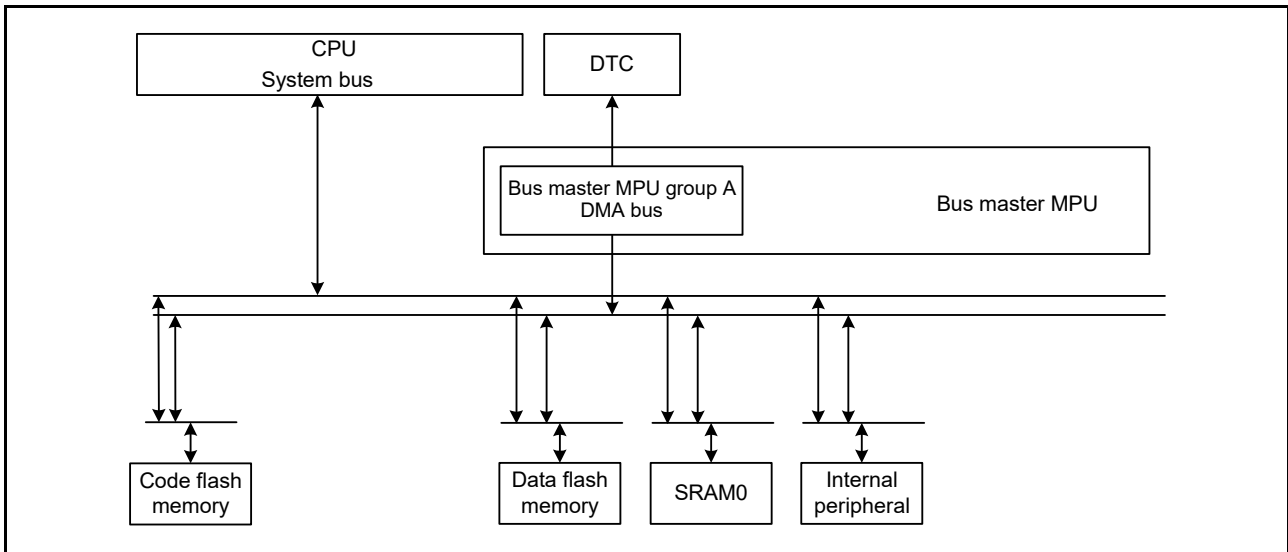 CPU
System bus
DTC
Bus master MPU group A
DMA bus
Bus master MPU
Code flash
memory
Data flash
memory
SRAM0
Internal
peripheral